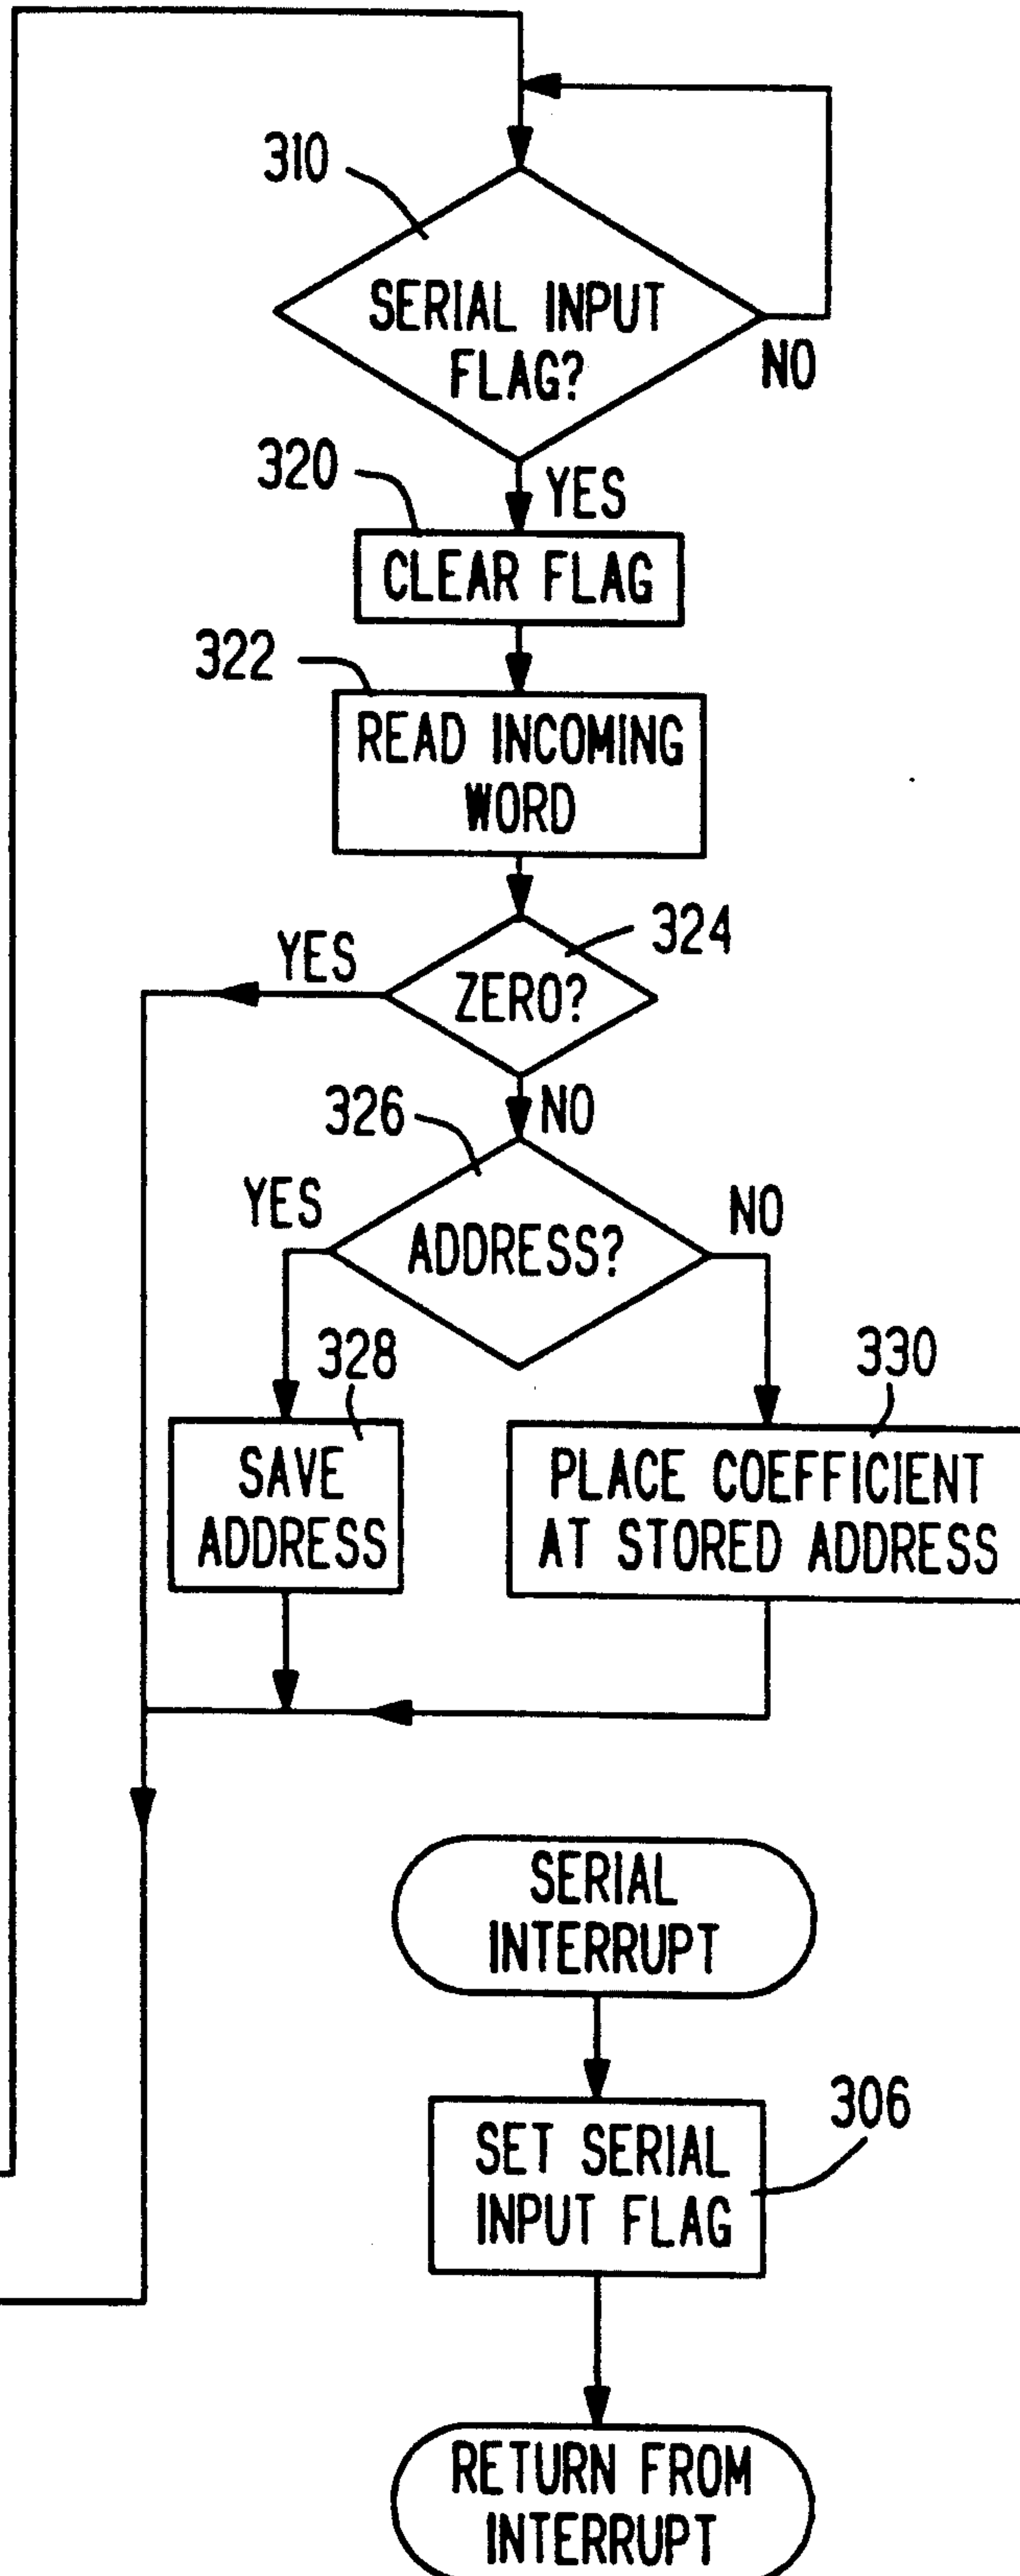 310
SERIAL INPUT
FLAG?
NO
320
YES
CLEAR FLAG
322
READ INCOMING
WORD
324
YES
ZERO?
326
NO
YES
NO
ADDRESS?
328
330
SAVE
ADDRESS
PLACE COEFFICIENT
AT STORED ADDRESS
SERIAL
INTERRUPT
306
SET SERIAL
INPUT FLAG
RETURN FROM
INTERRUPT